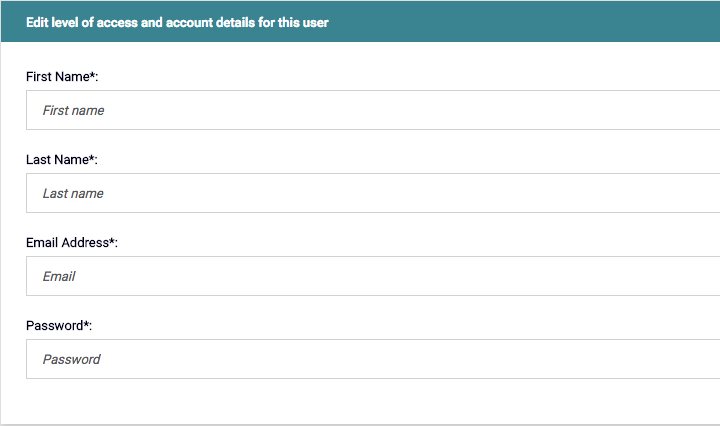 Edit level of access and account details for this user
First Name*:
First name
Last Name*:
Last name
Email Address*:
Email
Password*:
Password